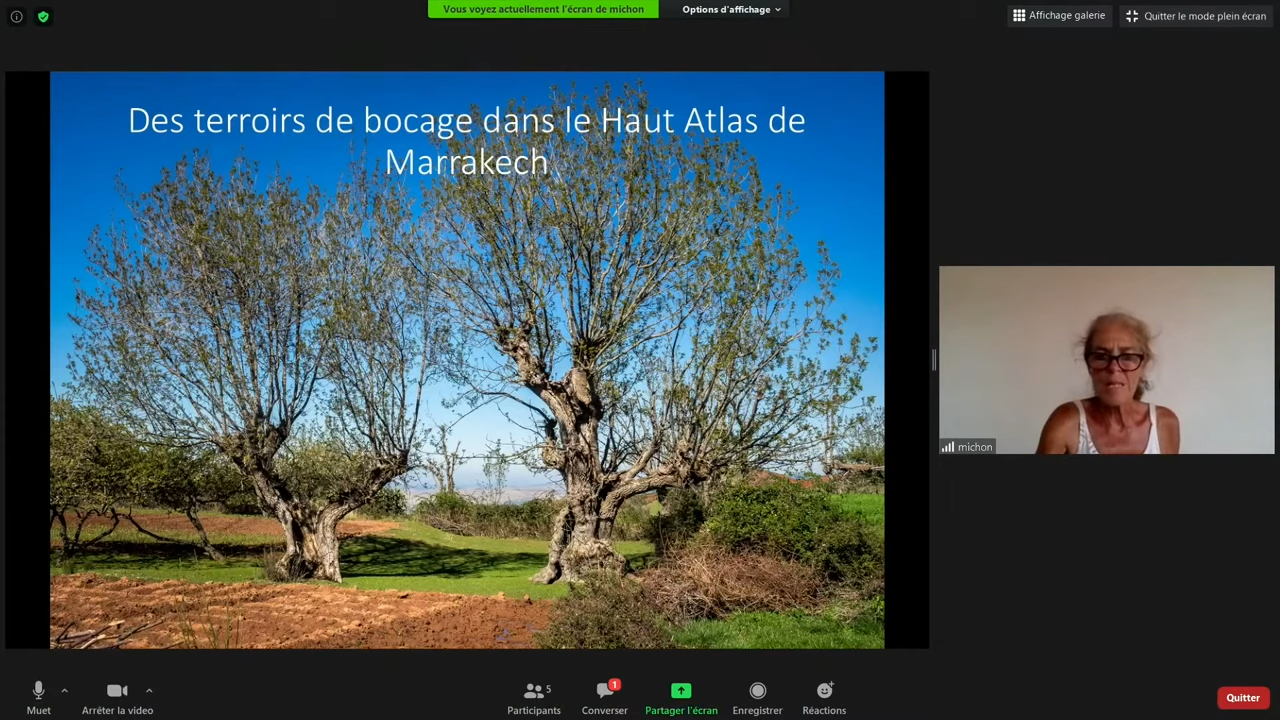 Vous voyez actuellement l'écran de michon
Options d'affichage
Affichage galerie
Quitter le mode plein écran
Des terroirs de bocage dans le Haut Atlas de
Marrakech
michon
Muet
Arrêter la video
5
Participants
1
Converser
Partager l'écran
Enregistrer
Réactions
Quitter